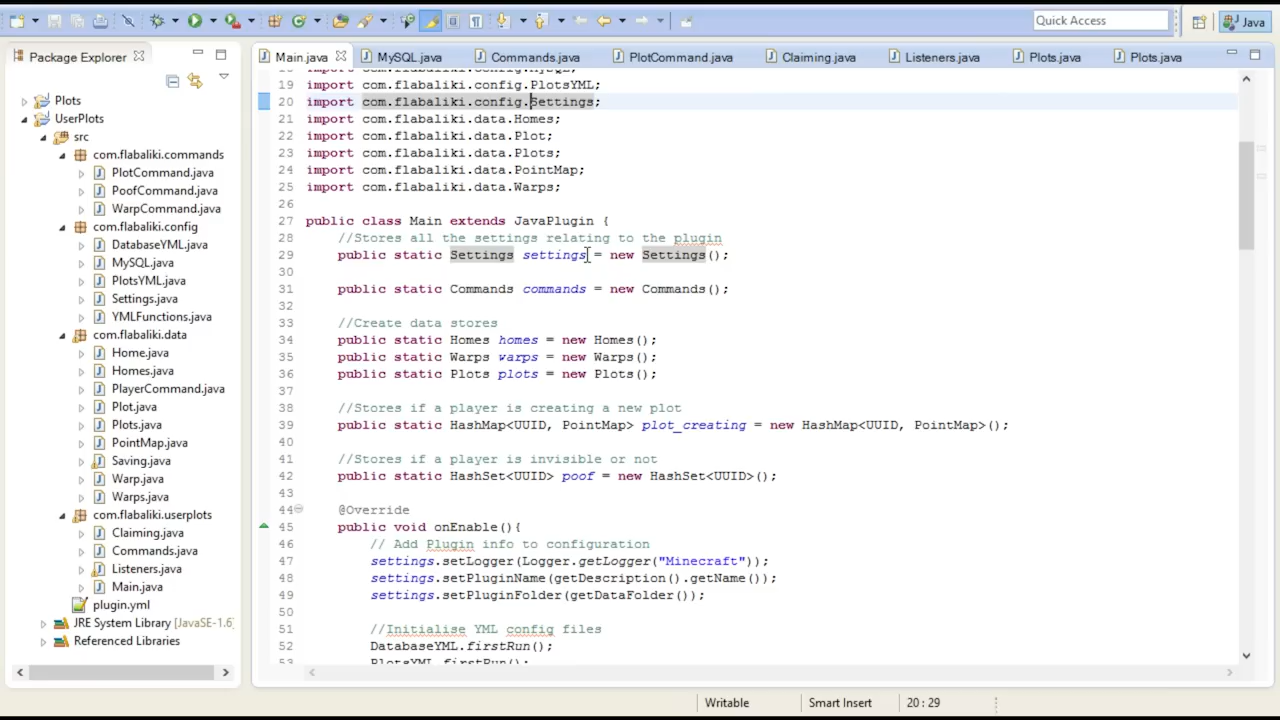 Quick Access
Java
Package Explorer
Plots
UserPlots
src
com.flabaliki.commands
PlotCommand.java
PoofCommand.java
WarpCommand.java
com.flabaliki.config
DatabaseYML.java
MySQL.java
PlotsYML.java
Settings.java
YMLFunctions.java
com.flabaliki.data
Home.java
Homes.java
PlayerCommand.java
Plot.java
Plots.java
PointMap.java
Saving.java
Warp.java
Warps.java
com.flabaliki.userplots
Claiming.java
Commands.java
Listeners.java
Main.java
plugin.yml
JRE System Library [JavaSE-1.6]
Referenced Libraries
Main.java MySQL.java Commands.java PlotCommand.java Claiming.java Listeners.java Plots.java Plots.java
18 import com.flabaliki.config.MySQL;
19 import com.flabaliki.config.PlotsYML;
20 import com.flabaliki.config.Settings;
21 import com.flabaliki.data.Homes;
22 import com.flabaliki.data.Plot;
23 import com.flabaliki.data.Plots;
24 import com.flabaliki.data.PointMap;
25 import com.flabaliki.data.Warps;
26
27 public class Main extends JavaPlugin {
28 //Stores all the settings relating to the plugin
29 public static Settings settings = new Settings();
30
31 public static Commands commands = new Commands();
32
33 //Create data stores
34 public static Homes homes = new Homes();
35 public static Warps warps = new Warps();
36 public static Plots plots = new Plots();
37
38 //Stores if a player is creating a new plot
39 public static HashMap<UUID, PointMap> plot_creating = new HashMap<UUID, PointMap>();
40
41 //Stores if a player is invisible or not
42 public static HashSet<UUID> poof = new HashSet<UUID>();
43
44 @Override
45 public void onEnable(){
46 // Add Plugin info to configuration
47 settings.setLogger(Logger.getLogger("Minecraft"));
48 settings.setPluginName(getDescription().getName());
49 settings.setPluginFolder(getDataFolder());
50
51 //Initialise YML config files
52 DatabaseYML.firstRun();
53 PlotsYML.firstRun();
Writable Smart Insert 20 : 29